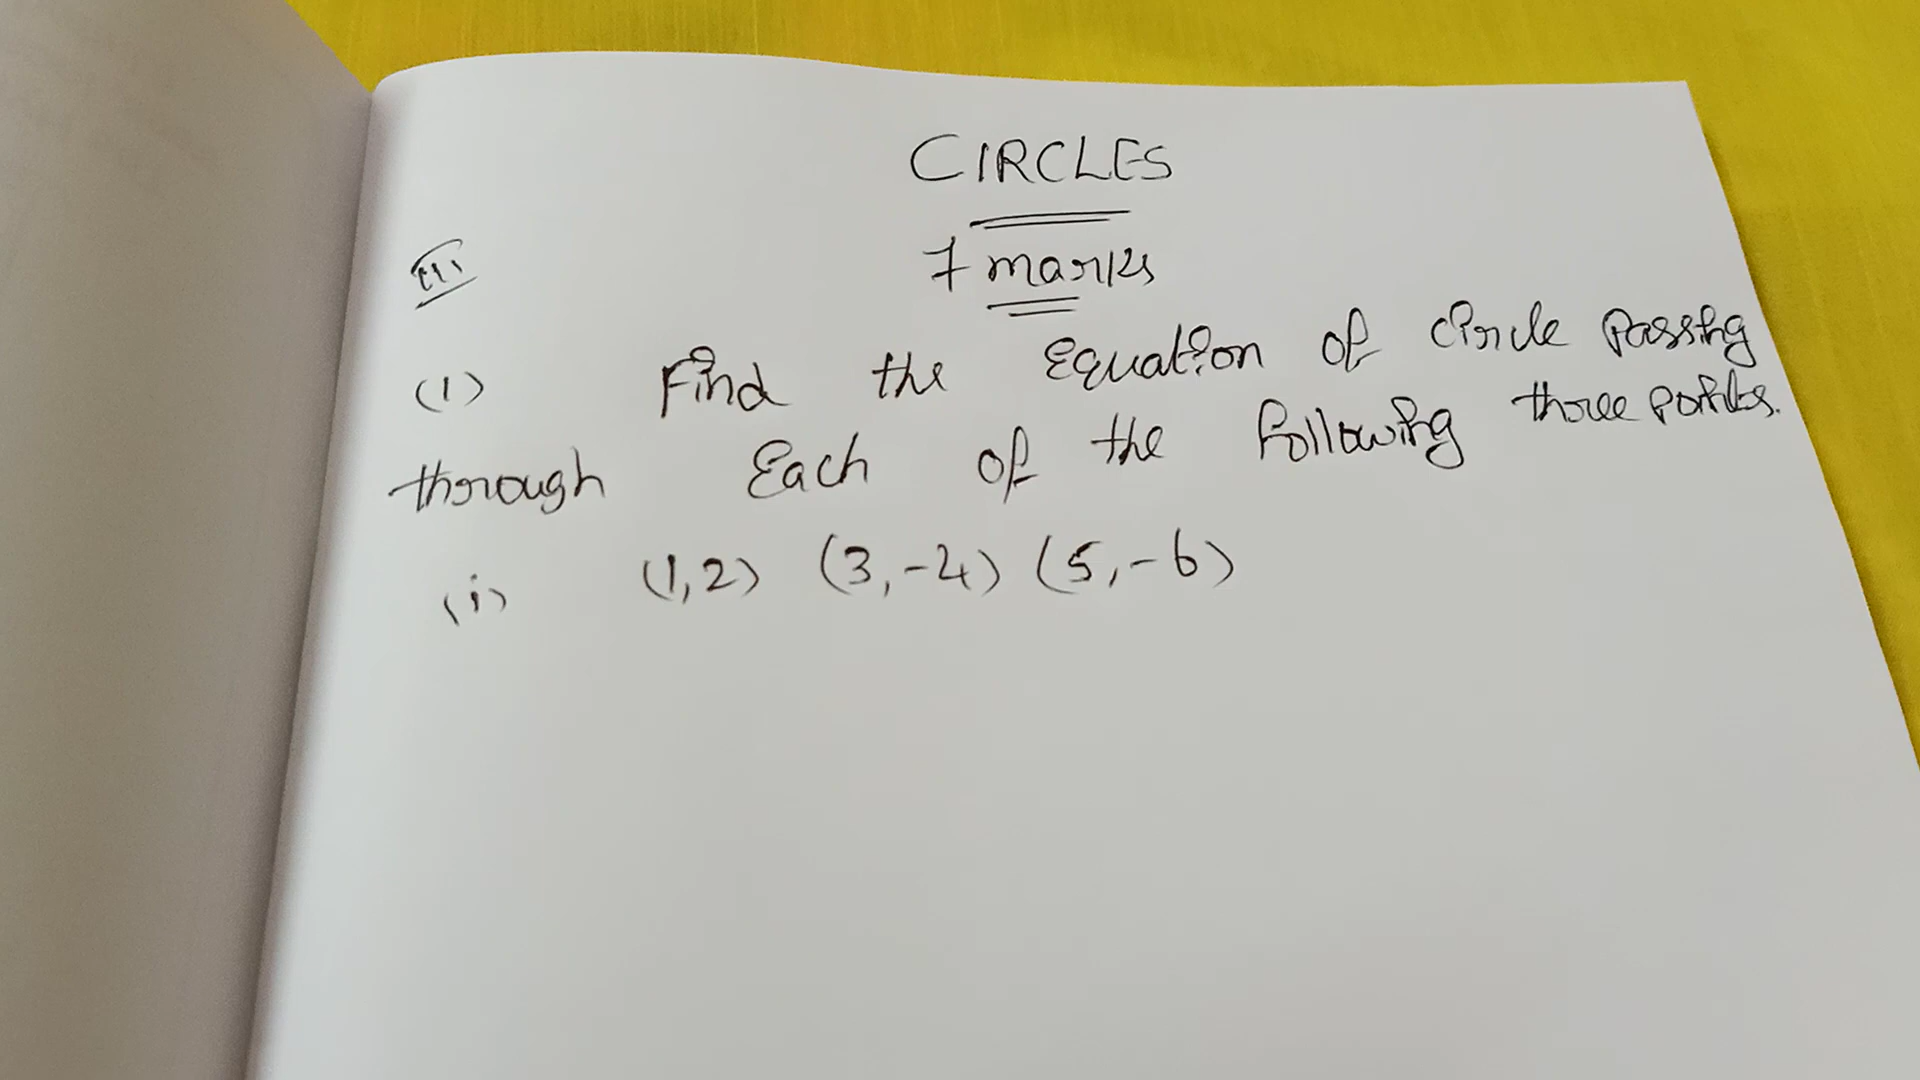 CIRCLES
7 marks
III,
(1) Find the Equation of circle passing
through Each of the following three points.
(i) (1,2) (3,-4) (5,-6)